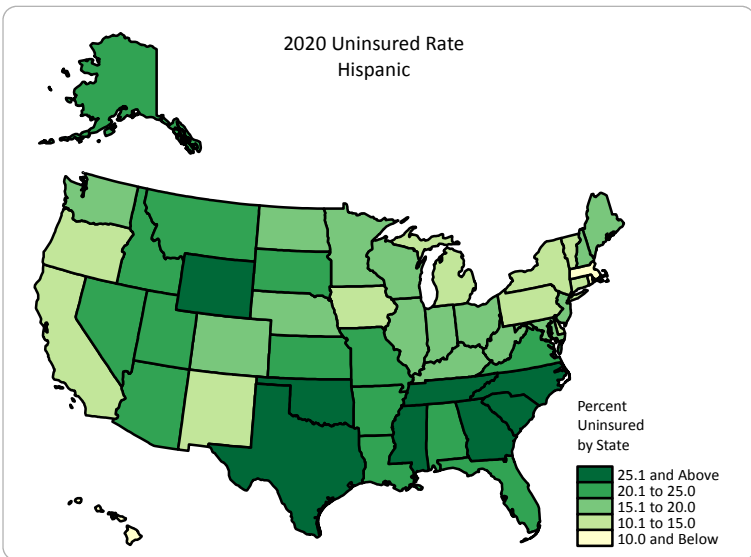 2020 Uninsured Rate
Hispanic
Percent
Uninsured
by State
25.1 and Above
20.1 to 25.0
15.1 to 20.0
10.1 to 15.0
10.0 and Below